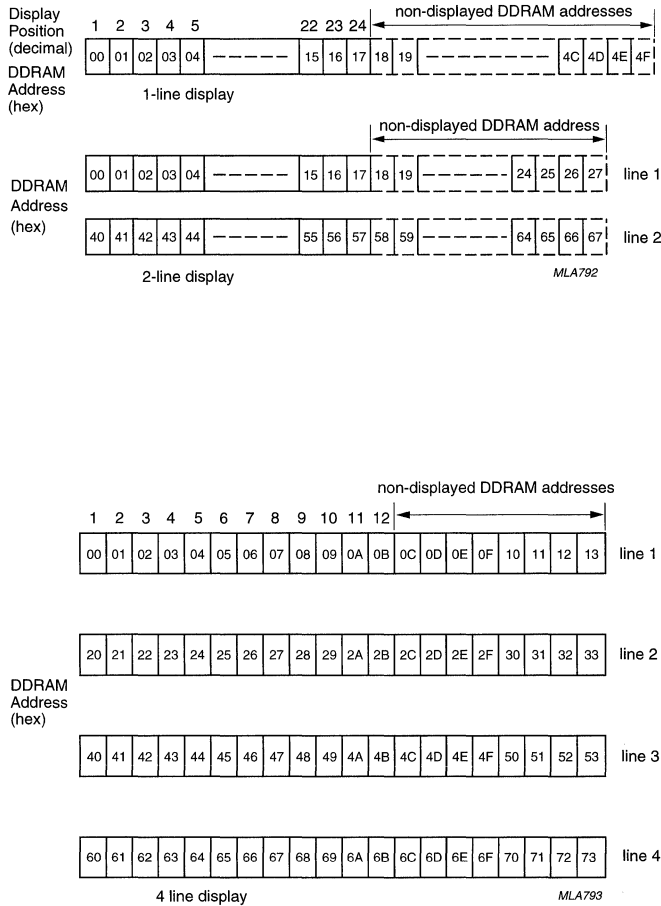 Display
Position
(decimal)
1 2 3 4 5 22 23 24
non-displayed DDRAM addresses
DDRAM
Address
(hex)
00 01 02 03 04 15 16 17 18 19 4C 4D 4E 4F
1-line display
non-displayed DDRAM address
DDRAM
Address
(hex)
00 01 02 03 04 15 16 17 18 19 24 25 26 27 line 1
40 41 42 43 44 55 56 57 58 59 64 65 66 67 line 2
2-line display
MLA792
non-displayed DDRAM addresses
1 2 3 4 5 6 7 8 9 10 11 12
00 01 02 03 04 05 06 07 08 09 0A 0B 0C 0D 0E 0F 10 11 12 13 line 1
20 21 22 23 24 25 26 27 28 29 2A 2B 2C 2D 2E 2F 30 31 32 33 line 2
DDRAM
Address
(hex)
40 41 42 43 44 45 46 47 48 49 4A 4B 4C 4D 4E 4F 50 51 52 53 line 3
60 61 62 63 64 65 66 67 68 69 6A 6B 6C 6D 6E 6F 70 71 72 73 line 4
4 line display
MLA793